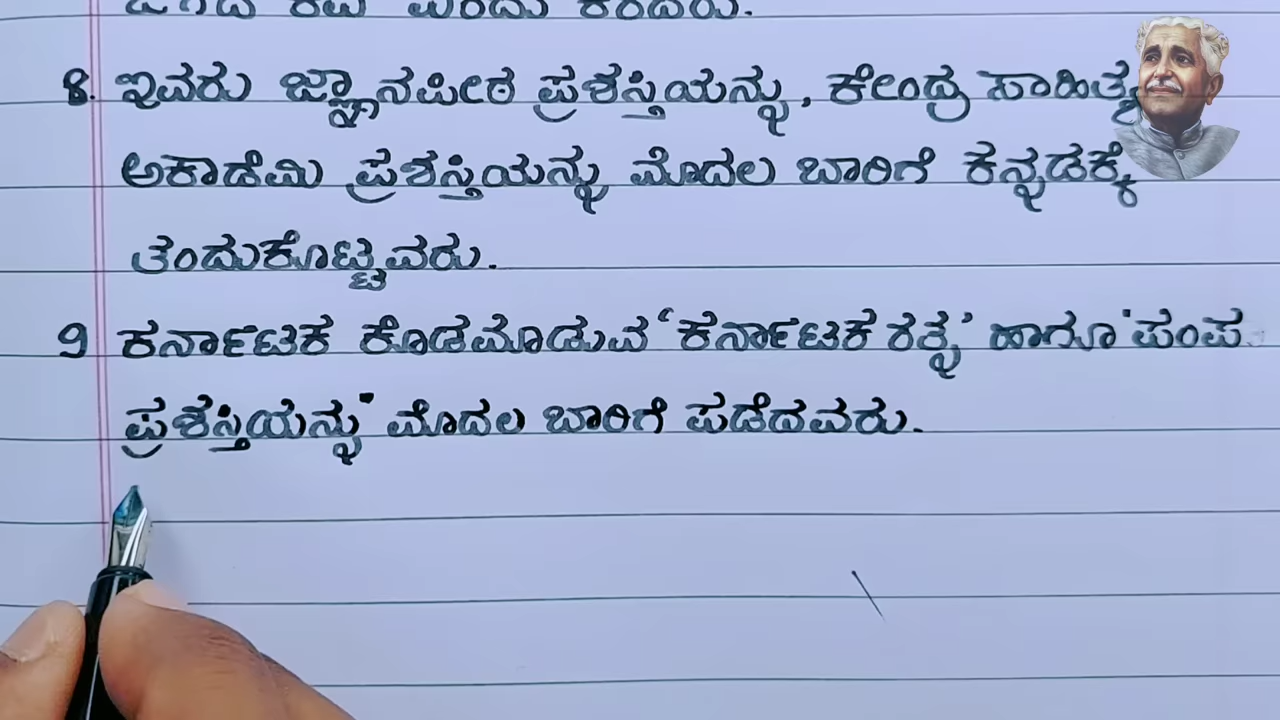 8. ಇವರು ಜ್ಞಾನಪೀಠ ಪ್ರಶಸ್ತಿಯನ್ನು, ಕೇಂದ್ರ ಸಾಹಿತ್ಯ
ಅಕಾಡೆಮಿ ಪ್ರಶಸ್ತಿಯನ್ನು ಮೊದಲ ಬಾರಿಗೆ ಕನ್ನಡಕ್ಕೆ
ತಂದುಕೊಟ್ಟವರು.
9 ಕರ್ನಾಟಕ ಕೊಡಮಾಡುವ 'ಕರ್ನಾಟಕ ರತ್ನ' ಹಾಗೂ 'ಪಂಪ
ಪ್ರಶಸ್ತಿಯನ್ನು' ಮೊದಲ ಬಾರಿಗೆ ಪಡೆದವರು.